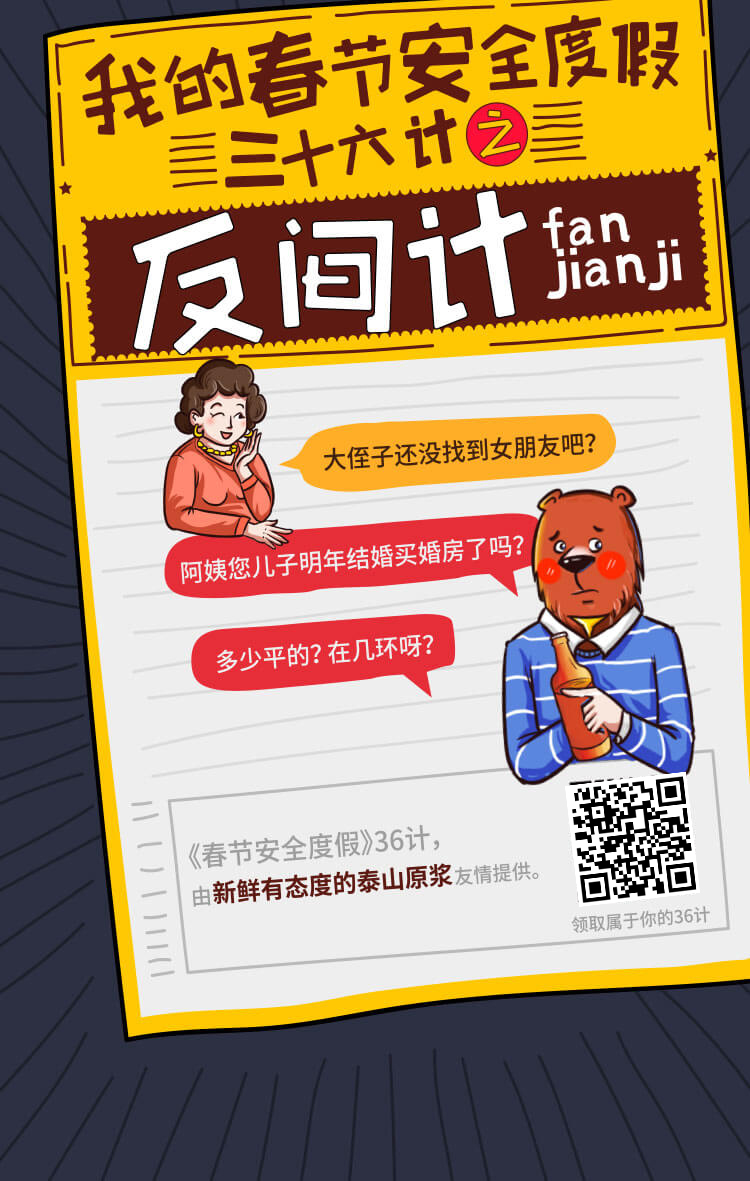 我的春节安全度假
三十六计之
反间计
fan
jianji
大侄子还没找到女朋友吧？
阿姨您儿子明年结婚买婚房了吗？
多少平的？在几环呀？
《春节安全度假》36计，
由新鲜有态度的泰山原浆友情提供。
领取属于你的36计